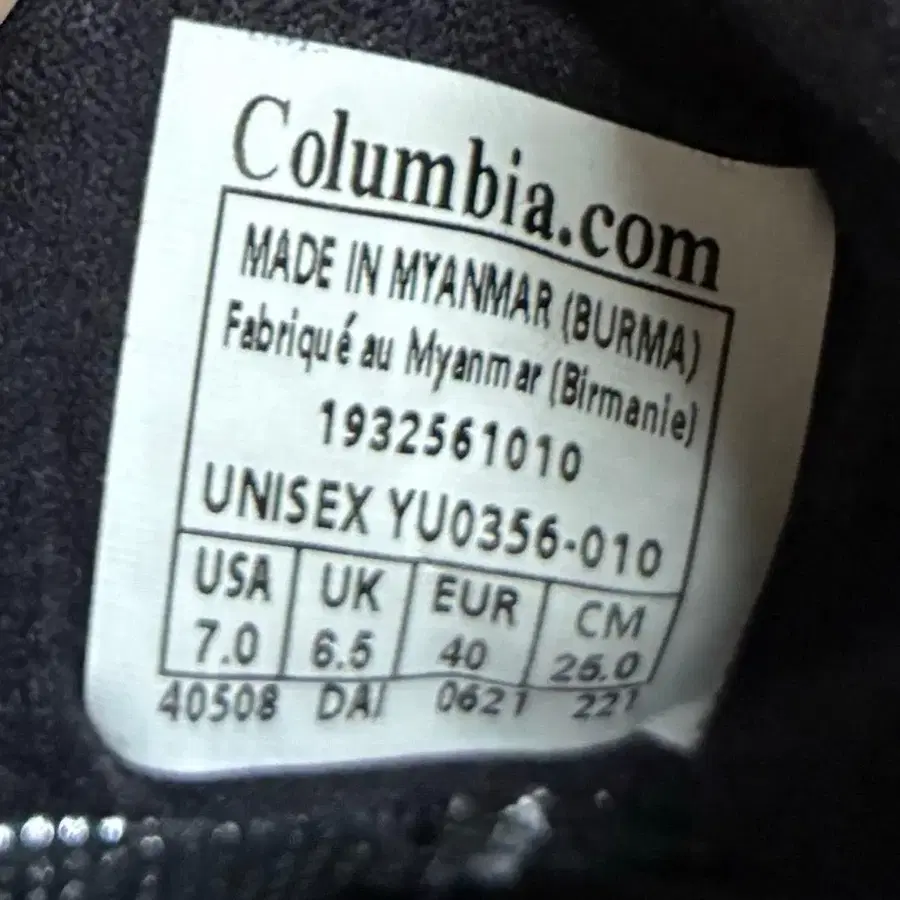 Columbia.com
MADE IN MYANMAR (BURMA)
Fabriqué au Myanmar (Birmanie)
1932561010
UNISEX YU0356-010
USA UK EUR CM
7.0 6.5 40 25.0
40508 DAI 0621 221